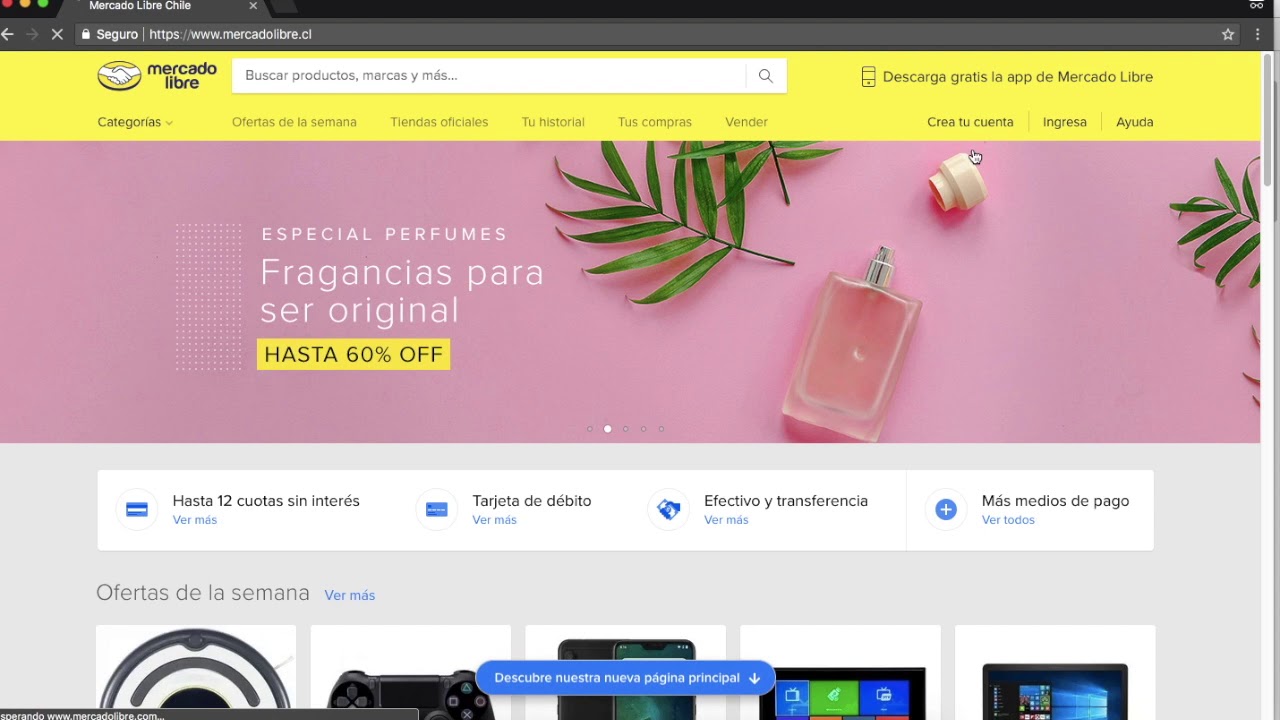 Mercado Libre Chile
Seguro | https://www.mercadolibre.cl
mercado
libre
Buscar productos, marcas y más...
Descarga gratis la app de Mercado Libre
Categorías
Ofertas de la semana
Tiendas oficiales
Tu historial
Tus compras
Vender
Crea tu cuenta
Ingresa
Ayuda
ESPECIAL PERFUMES
Fragancias para
ser original
HASTA 60% OFF
Hasta 12 cuotas sin interés
Ver más
Tarjeta de débito
Ver más
Efectivo y transferencia
Ver más
Más medios de pago
Ver todos
Ofertas de la semana
Ver más
Descubre nuestra nueva página principal
sperando www.mercadolibre.com...